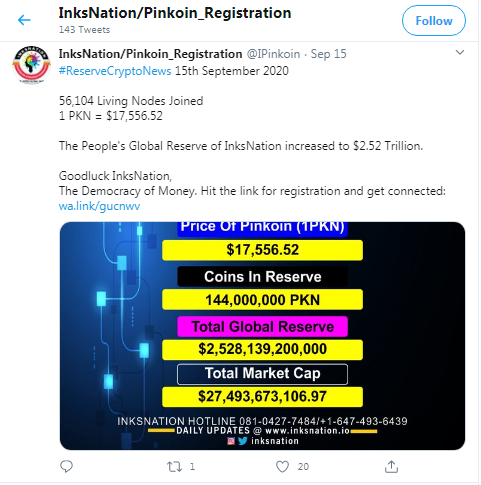 InksNation/Pinkoin_Registration
143 Tweets
Follow
InksNation/Pinkoin_Registration @IPinkoin · Sep 15
#ReserveCryptoNews 15th September 2020
56,104 Living Nodes Joined
1 PKN = $17,556.52
The People's Global Reserve of InksNation increased to $2.52 Trillion.
Goodluck InksNation,
The Democracy of Money. Hit the link for registration and get connected:
wa.link/gucnwv
Price Of Pinkoin (1PKN)
$17,556.52
Coins In Reserve
144,000,000 PKN
Total Global Reserve
$2,528,139,200,000
Total Market Cap
$27,493,673,106.97
INKSNATION HOTLINE 081-0427-7484/+1-647-493-6439
DAILY UPDATES @ www.inksnation.io
inksnation
1
20